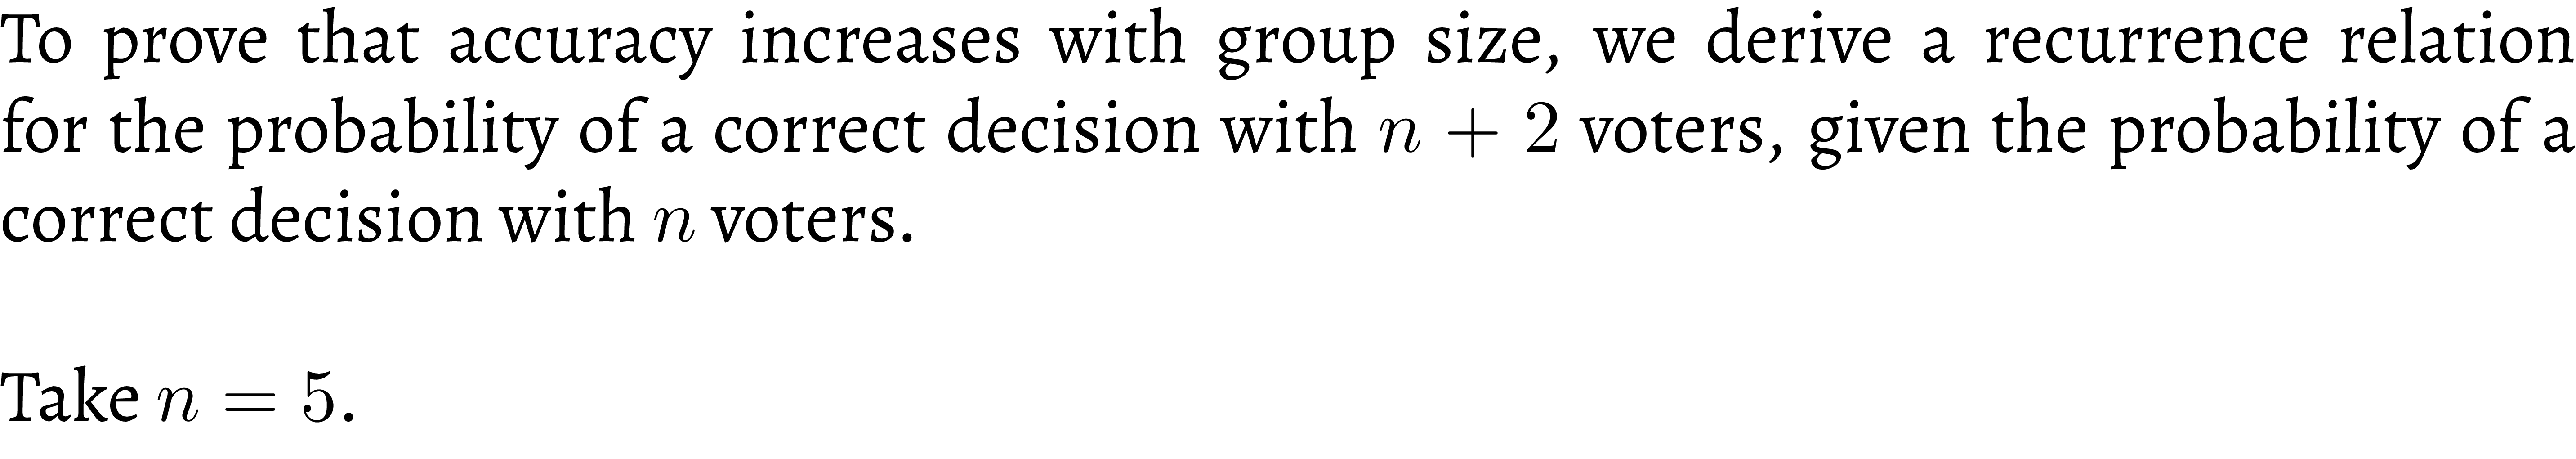 To prove that accuracy increases with group size, we derive a recurrence relation
for the probability of a correct decision with n + 2 voters, given the probability of a
correct decision with n voters.
Take n = 5.